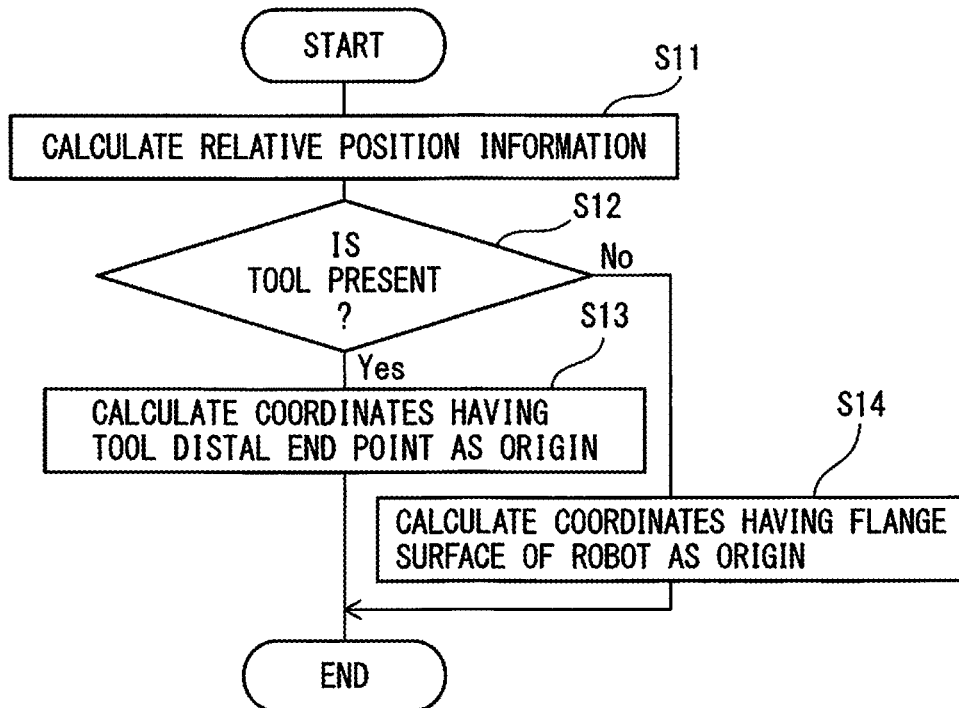 START
S11
CALCULATE RELATIVE POSITION INFORMATION
S12
IS
TOOL PRESENT
?
No
S13
Yes
CALCULATE COORDINATES HAVING
TOOL DISTAL END POINT AS ORIGIN
S14
CALCULATE COORDINATES HAVING FLANGE
SURFACE OF ROBOT AS ORIGIN
END